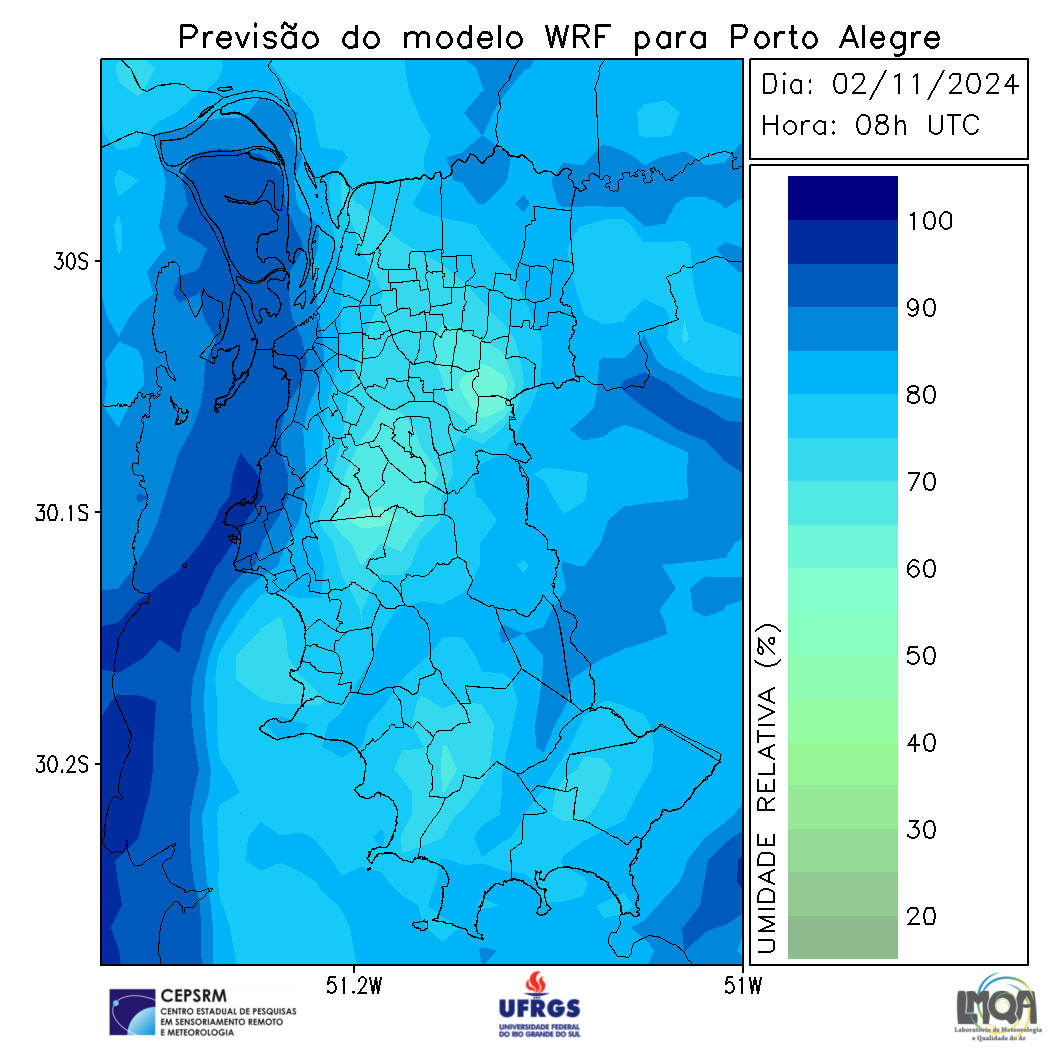 Previsão do modelo WRF para Porto Alegre
Dia: 02/11/2024
Hora: 08h UTC
30S
30.1S
30.2S
51.2W
51W
100
90
80
70
60
50
40
30
20
UMIDADE RELATIVA (%)
CEPSRM
CENTRO ESTADUAL DE PESQUISAS
EM SENSORIAMENTO REMOTO
E METEOROLOGIA
UFRGS
UNIVERSIDADE FEDERAL
DO RIO GRANDE DO SUL
LMQA
Laboratório de Meteorologia
e Qualidade do Ar